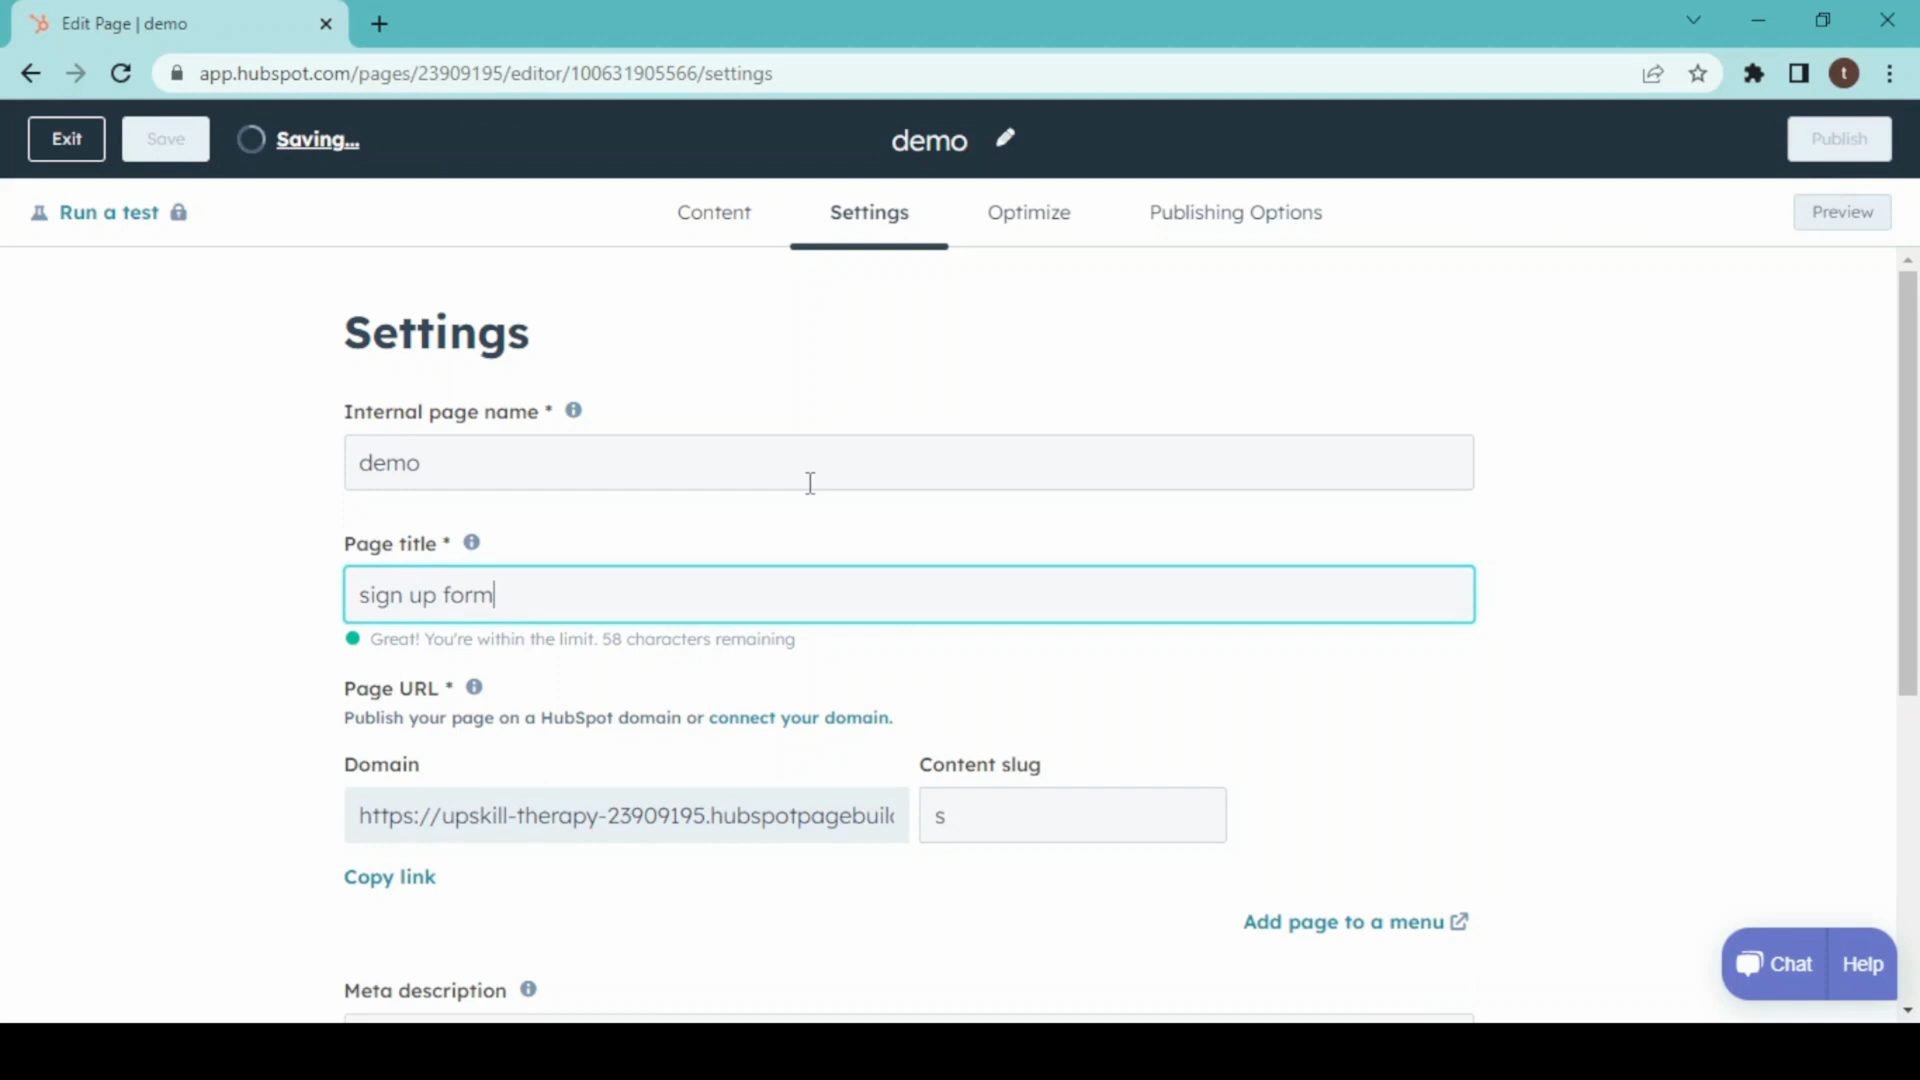 Edit Page | demo
app.hubspot.com/pages/23909195/editor/100631905566/settings
t
Exit
Save
Saving...
demo
Publish
Run a test
Content
Settings
Optimize
Publishing Options
Preview
Settings
Internal page name *
demo
Page title *
sign up form
Great! You're within the limit. 58 characters remaining
Page URL *
Publish your page on a HubSpot domain or connect your domain.
Domain
Content slug
https://upskill-therapy-23909195.hubspotpagebuil
s
Copy link
Add page to a menu
Chat
Help
Meta description